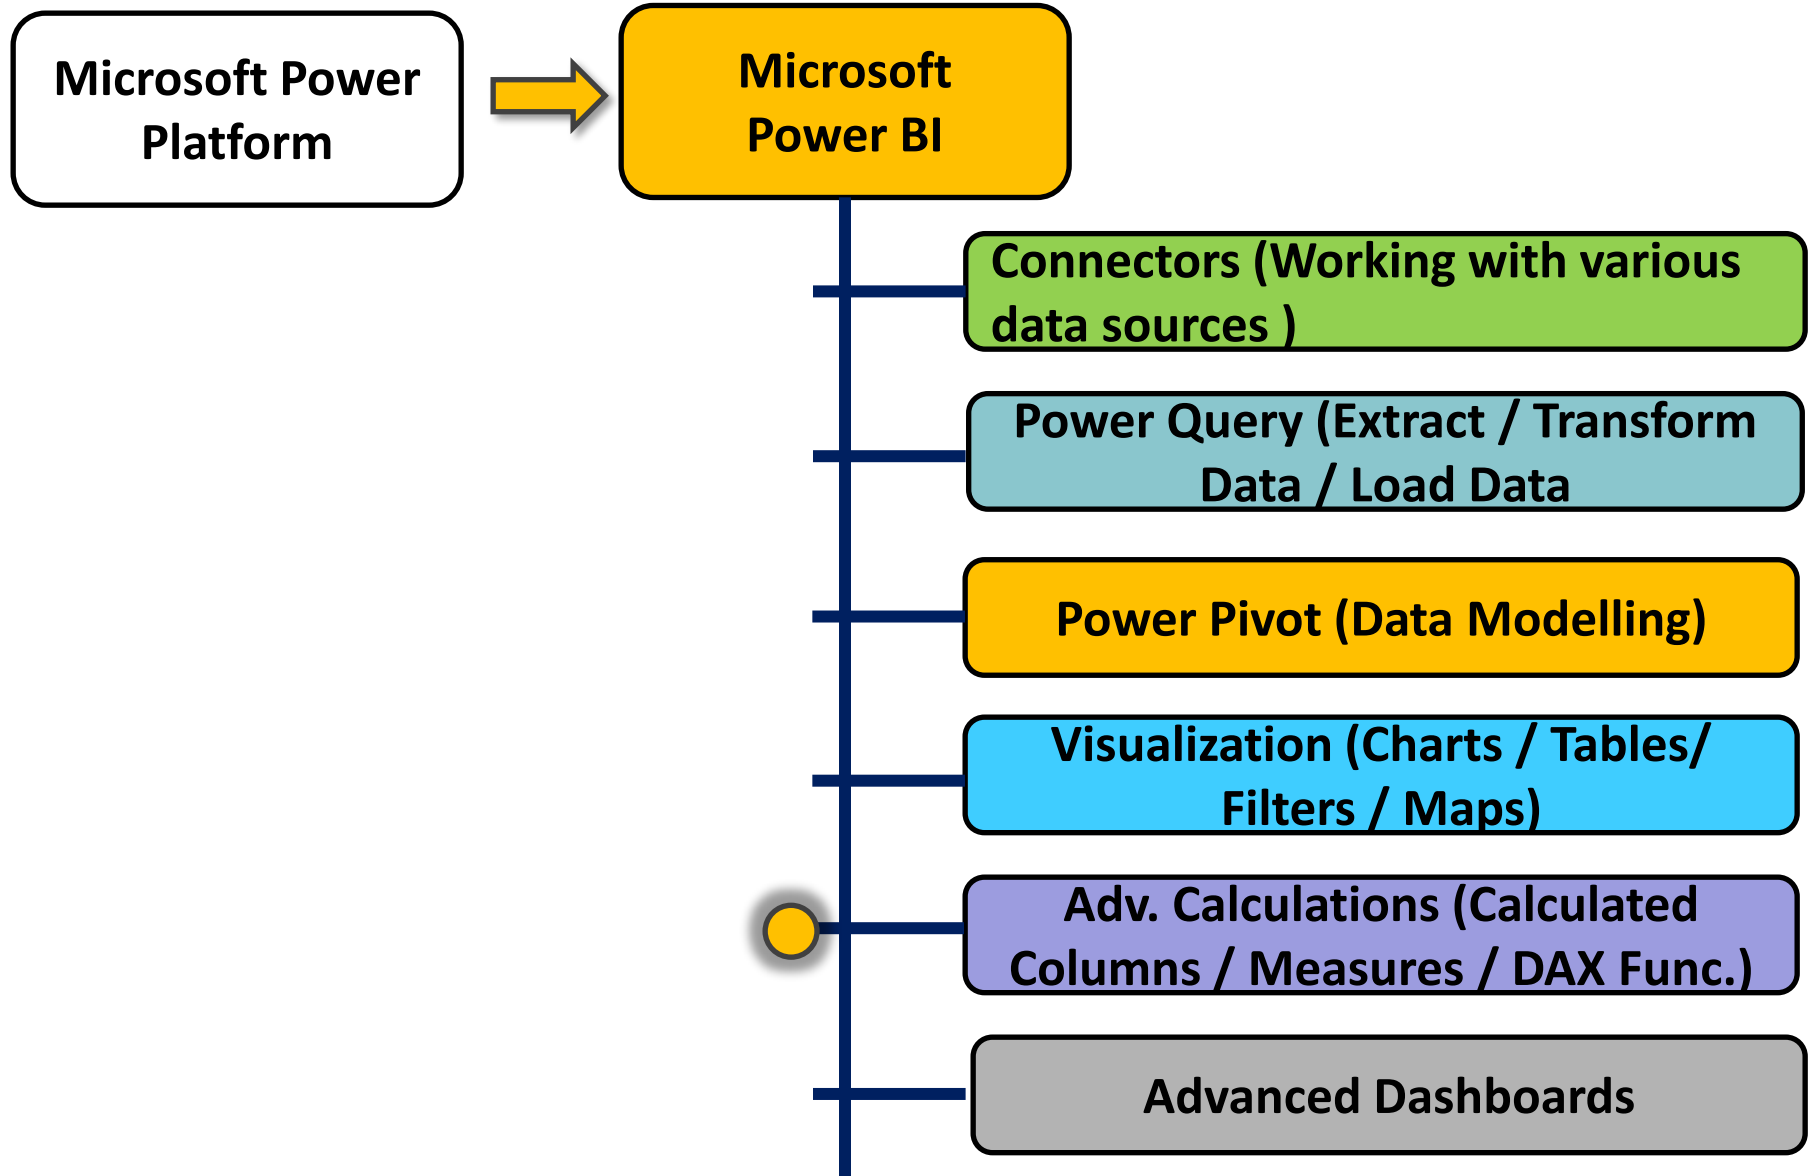 Microsoft Power
Platform
Microsoft
Power BI
Connectors (Working with various
data sources )
Power Query (Extract / Transform
Data / Load Data
Power Pivot (Data Modelling)
Visualization (Charts / Tables/
Filters / Maps)
Adv. Calculations (Calculated
Columns / Measures / DAX Func.)
Advanced Dashboards